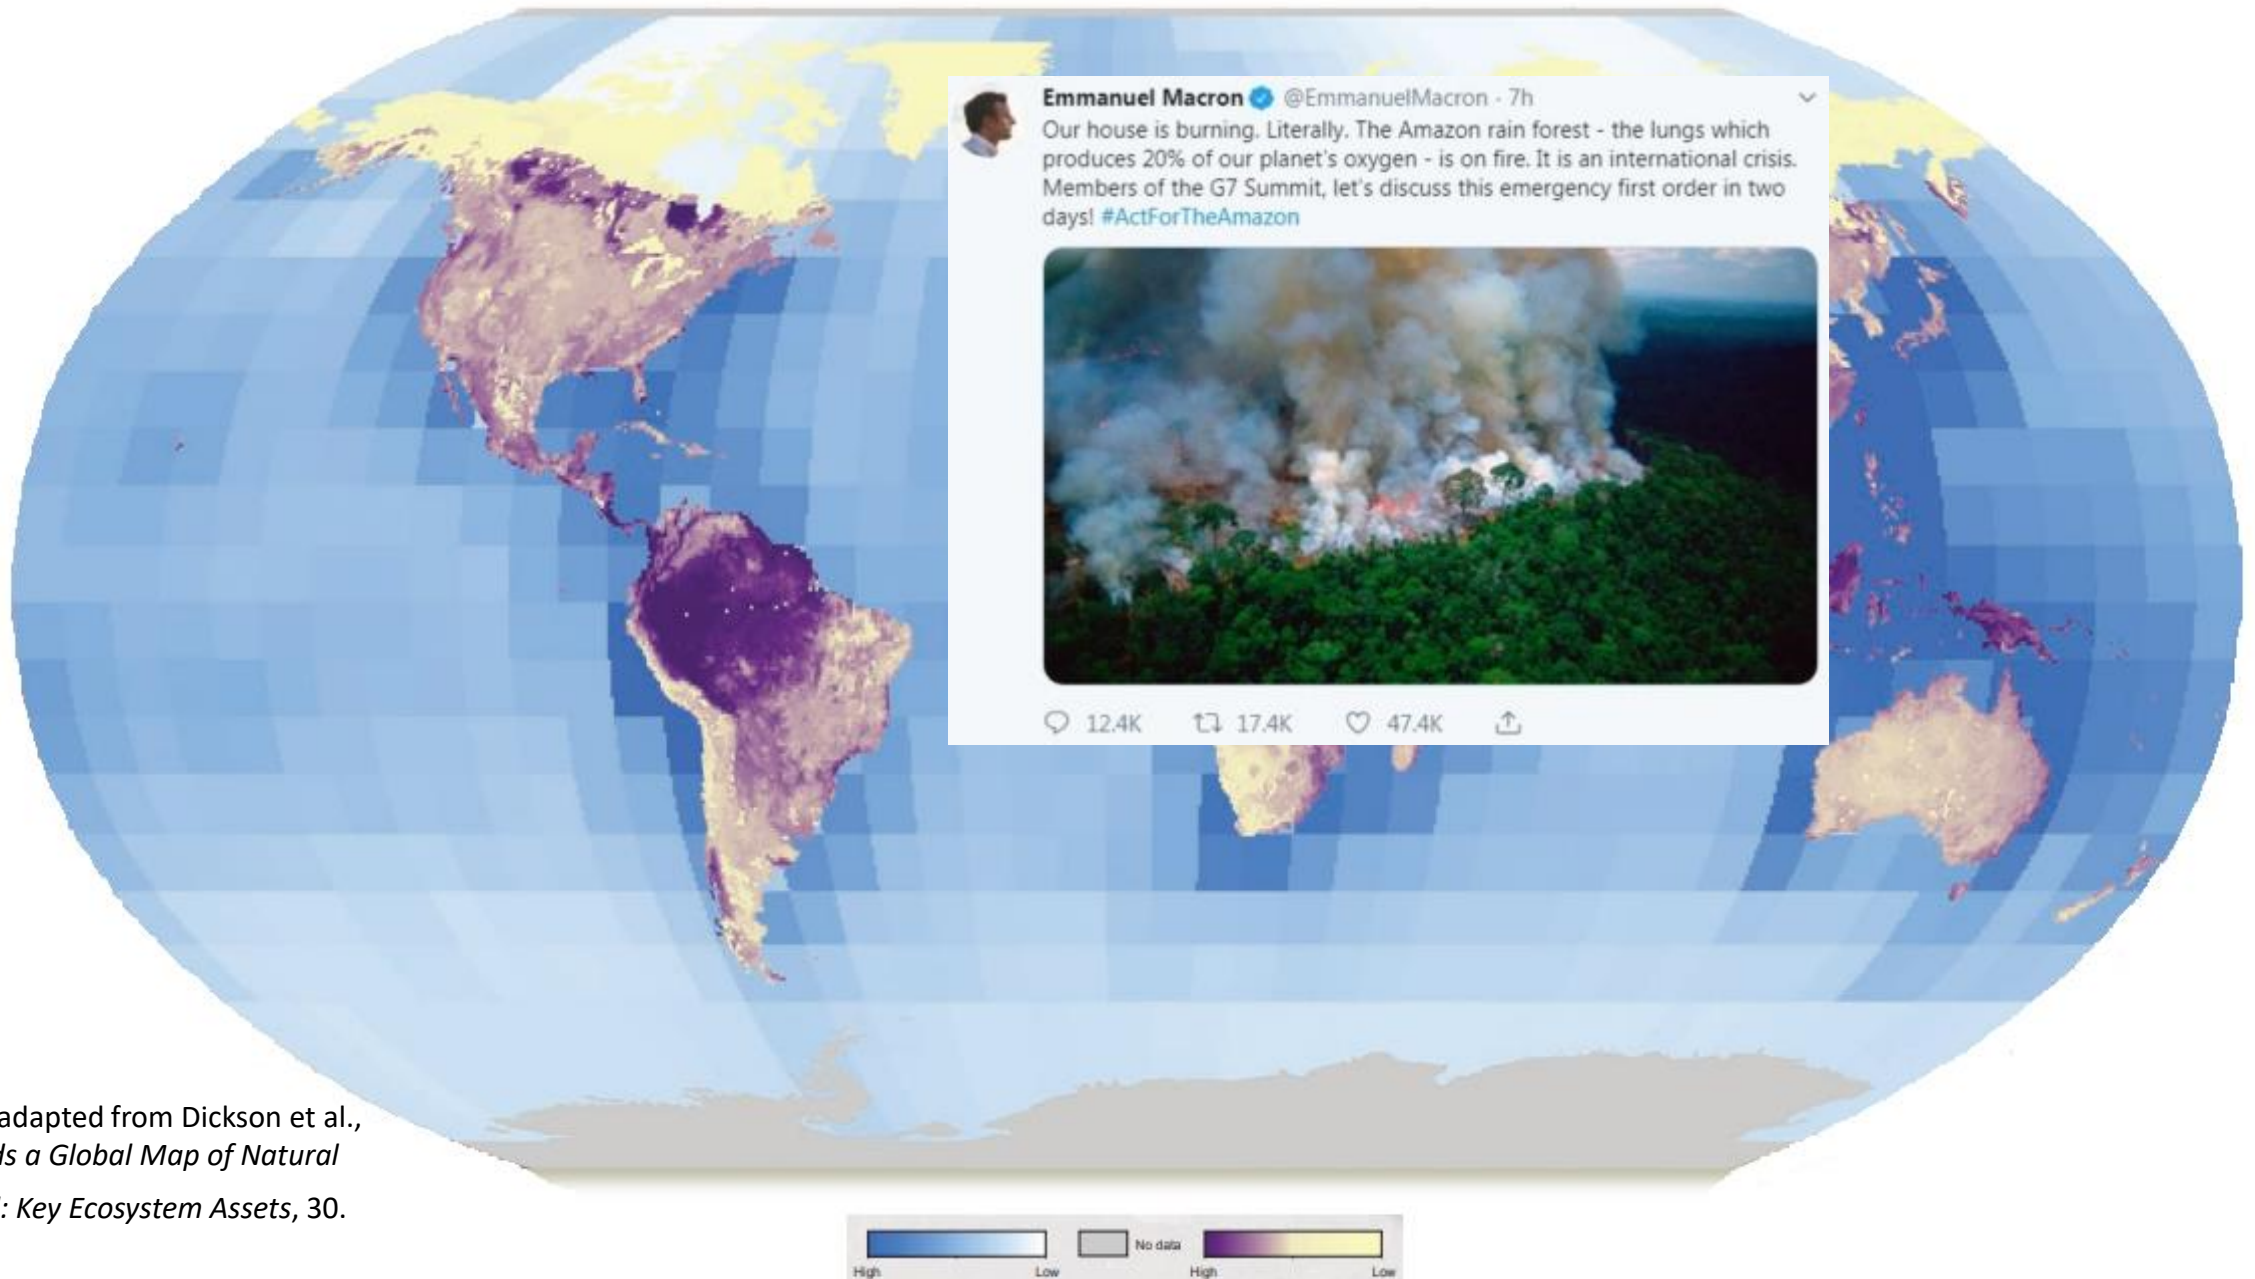 Emmanuel Macron @EmmanuelMacron · 7h
Our house is burning. Literally. The Amazon rain forest - the lungs which
produces 20% of our planet's oxygen - is on fire. It is an international crisis.
Members of the G7 Summit, let's discuss this emergency first order in two
days! #ActForTheAmazon
12.4K 17.4K 47.4K
adapted from Dickson et al.,
a Global Map of Natural
: Key Ecosystem Assets, 30.
No data
High Low High Low